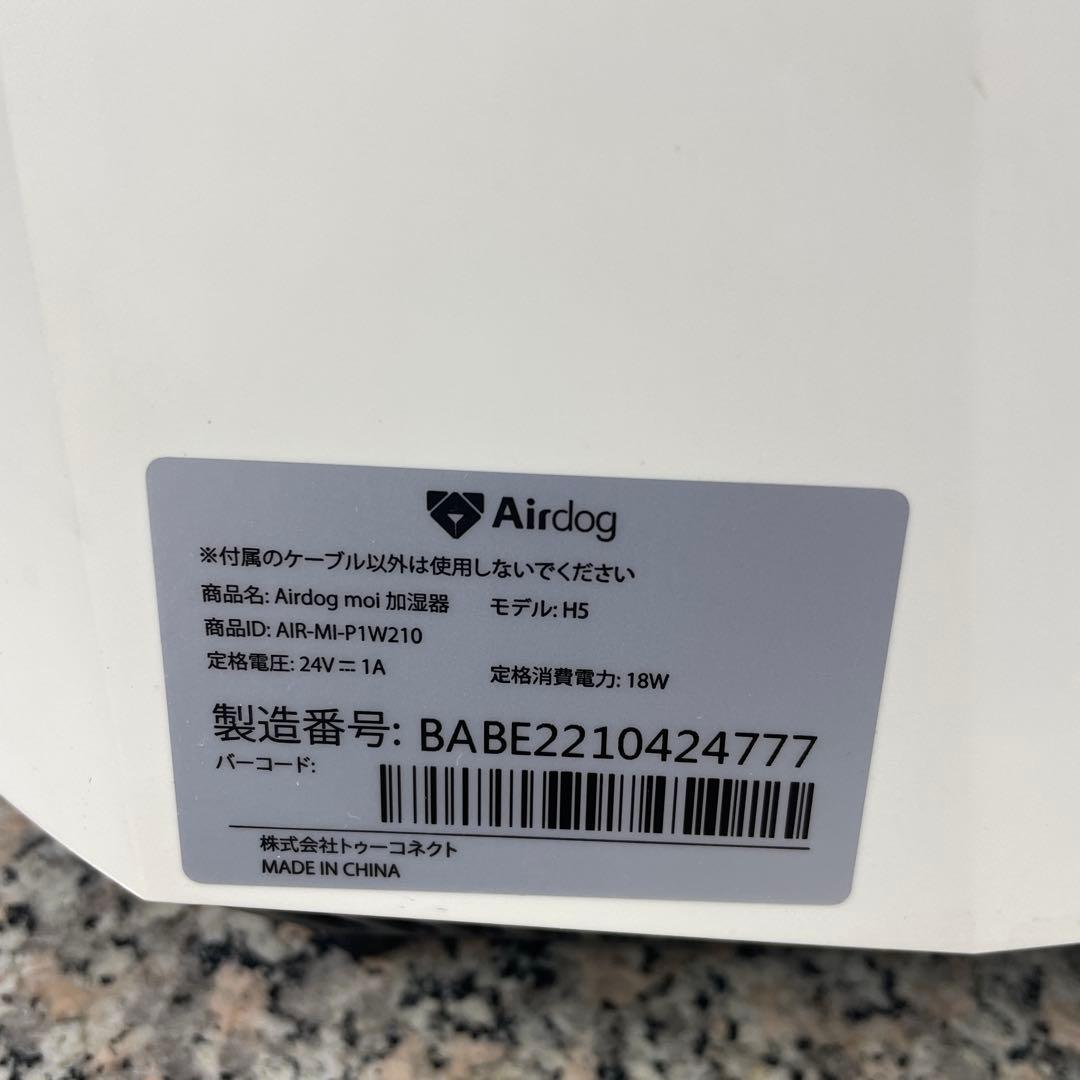 Airdog
※付属のケーブル以外は使用しないでください
商品名: Airdog moi 加湿器 モデル: H5
商品ID: AIR-MI-P1W210
定格電圧: 24V⎓1A 定格消費電力: 18W
製造番号: BABE2210424777
バーコード:
株式会社トゥーコネクト
MADE IN CHINA